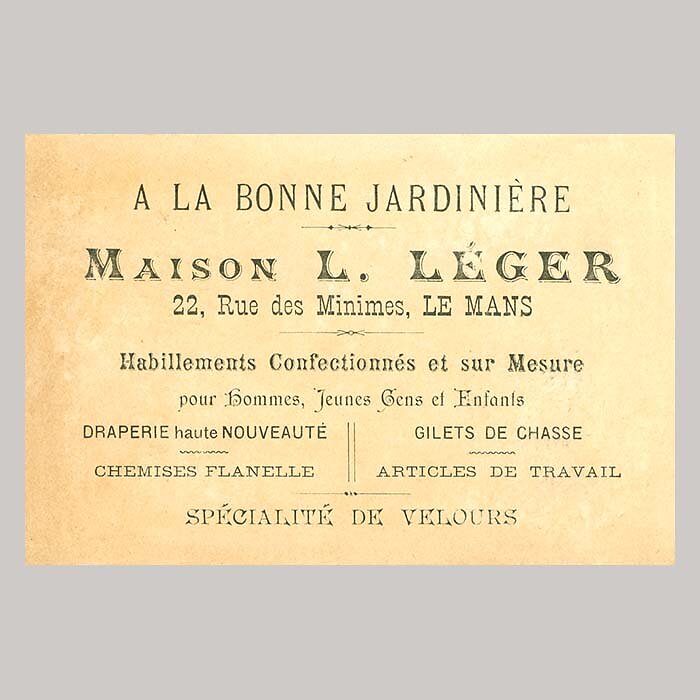 A LA BONNE JARDINIÈRE
MAISON L. LÉGER
22, Rue des Minimes, LE MANS
Habillements Confectionnés et sur Mesure
pour Hommes, Jeunes Gens et Enfants
DRAPERIE haute NOUVEAUTÉ
CHEMISES FLANELLE
GILETS DE CHASSE
ARTICLES DE TRAVAIL
SPÉCIALITÉ DE VELOURS